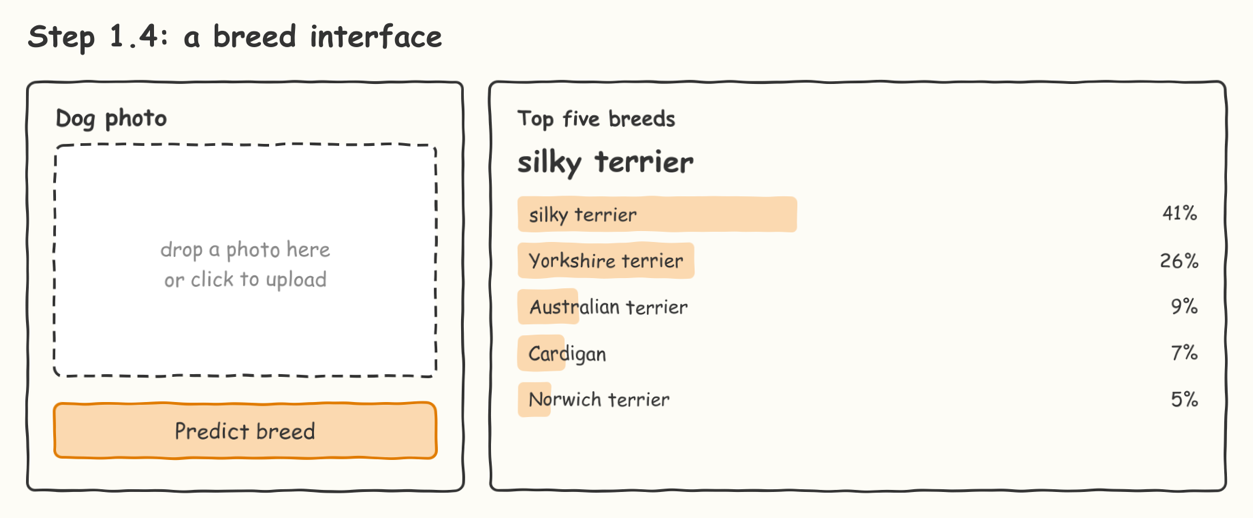 Step 1.4: a breed interface
Dog photo
drop a photo here
or click to upload
Predict breed
Top five breeds
silky terrier
silky terrier 41%
Yorkshire terrier 26%
Australian terrier 9%
Cardigan 7%
Norwich terrier 5%